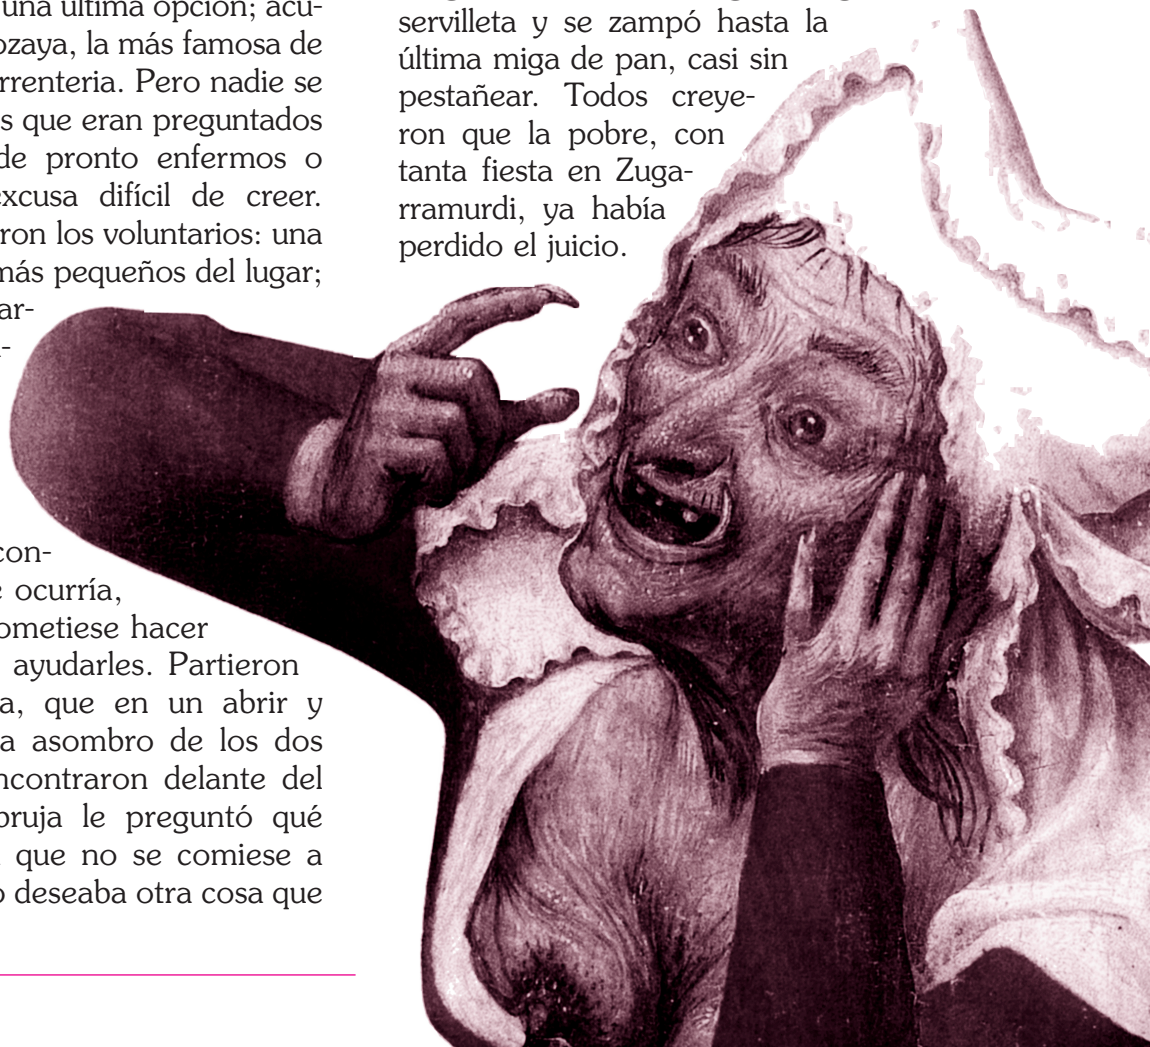 una última opción; acu-
ozaya, la más famosa de
rrenteria. Pero nadie se
s que eran preguntados
de pronto enfermos o
excusa difícil de creer.
ron los voluntarios: una
más pequeños del lugar;
ar-
con-
e ocurría,
ometiese hacer
ayudarles. Partieron
a, que en un abrir y
a asombro de los dos
ncontraron delante del
bruja le preguntó qué
que no se comiese a
o deseaba otra cosa que
servilleta y se zampó hasta la
última miga de pan, casi sin
pestañear. Todos creye-
ron que la pobre, con
tanta fiesta en Zuga-
rramurdi, ya había
perdido el juicio.